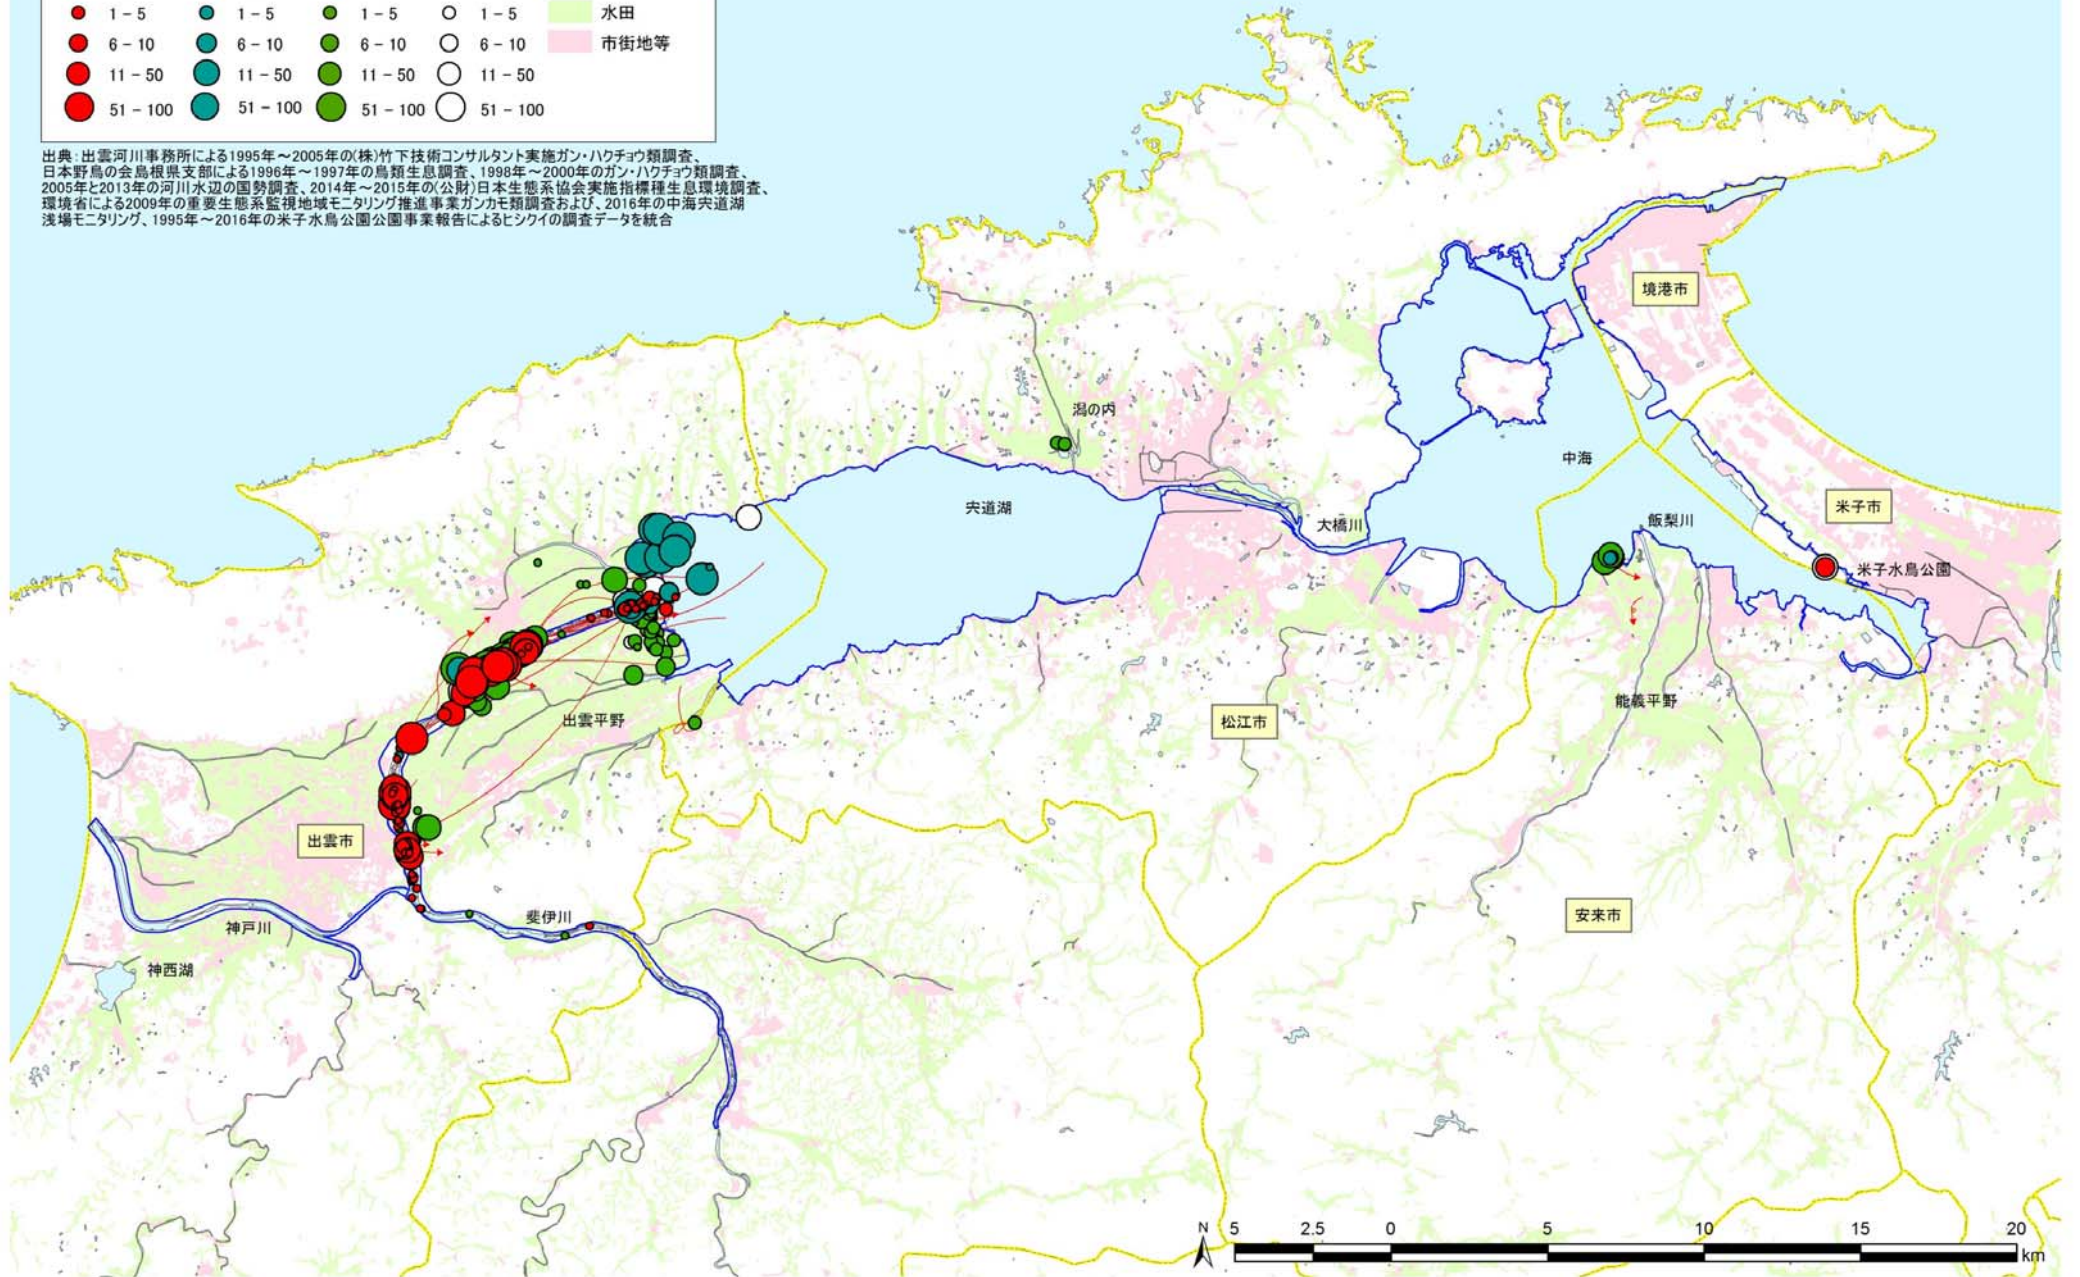 1 - 5 1 - 5 1 - 5 1 - 5 水田
6 - 10 6 - 10 6 - 10 6 - 10 市街地等
11 - 50 11 - 50 11 - 50 11 - 50
51 - 100 51 - 100 51 - 100 51 - 100
出典：出雲河川事務所による1995年～2005年の(株)竹下技術コンサルタント実施ガン・ハクチョウ類調査、
日本野鳥の会島根県支部による1996年～1997年の鳥類生息調査、1998年～2000年のガン・ハクチョウ類調査、
2005年と2013年の河川水辺の国勢調査、2014年～2015年の(公財)日本生態系協会実施指標種生息環境調査、
環境省による2009年の重要生態系監視地域モニタリング推進事業ガンカモ類調査および、2016年の中海宍道湖
浅場モニタリング、1995年～2016年の米子水鳥公園公園事業報告によるヒシクイの調査データを統合
境港市
潟の内
中海
宍道湖
米子市
大橋川
飯梨川
米子水鳥公園
能義平野
出雲平野
松江市
出雲市
斐伊川
安来市
神戸川
神西湖
N 5 2.5 0 5 10 15 20
km